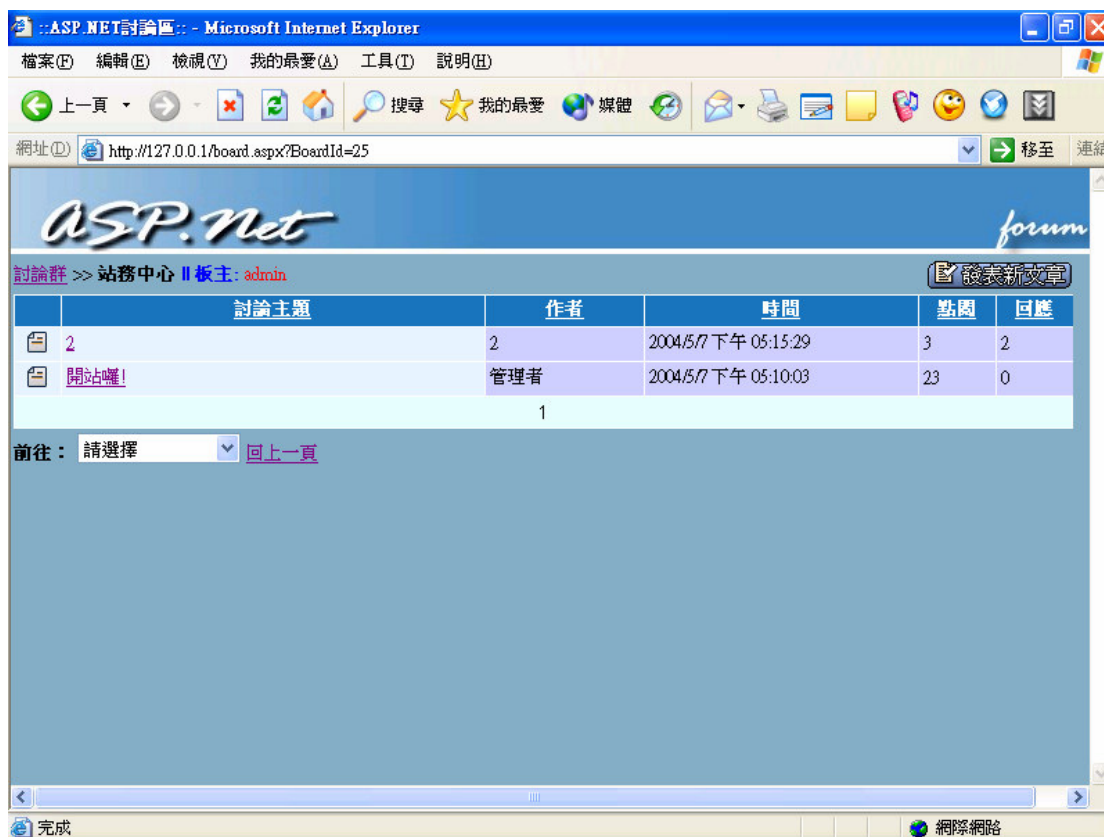 ::ASP.NET討論區:: - Microsoft Internet Explorer
檔案(F) 編輯(E) 檢視(V) 我的最愛(A) 工具(T) 說明(H)
上一頁 搜尋 我的最愛 媒體
網址(D) http://127.0.0.1/board.aspx?BoardId=25 移至 連結
ASP.Net forum
討論群 >> 站務中心 II 板主: admin 發表新文章
討論主題 作者 時間 點閱 回應
2 2 2004/5/7 下午 05:15:29 3 2
開站囉! 管理者 2004/5/7 下午 05:10:03 23 0
1
前往： 請選擇 回上一頁
完成 網際網路